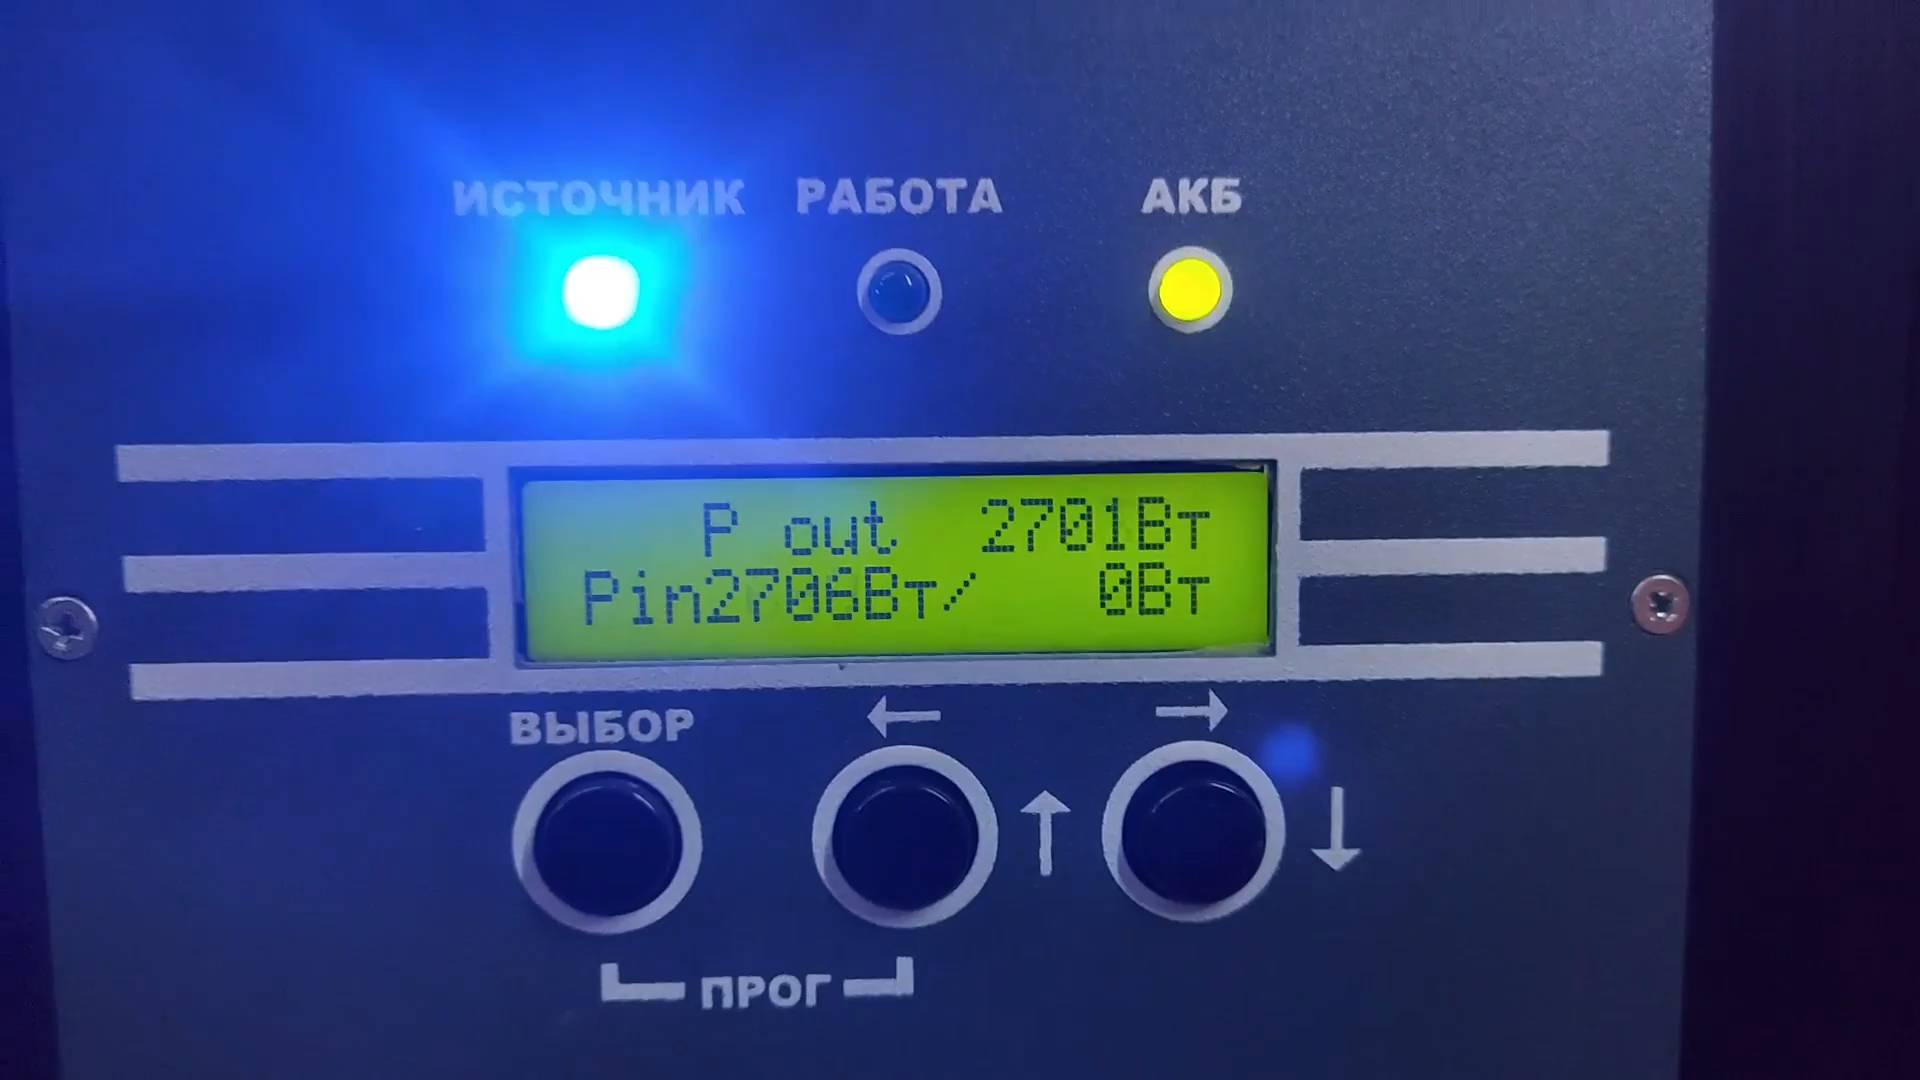 ИСТОЧНИК РАБОТА АКБ
P out 2701Вт
Pin2706Вт/ 0Вт
ВЫБОР ← →
↑ ↓
ПРОГ